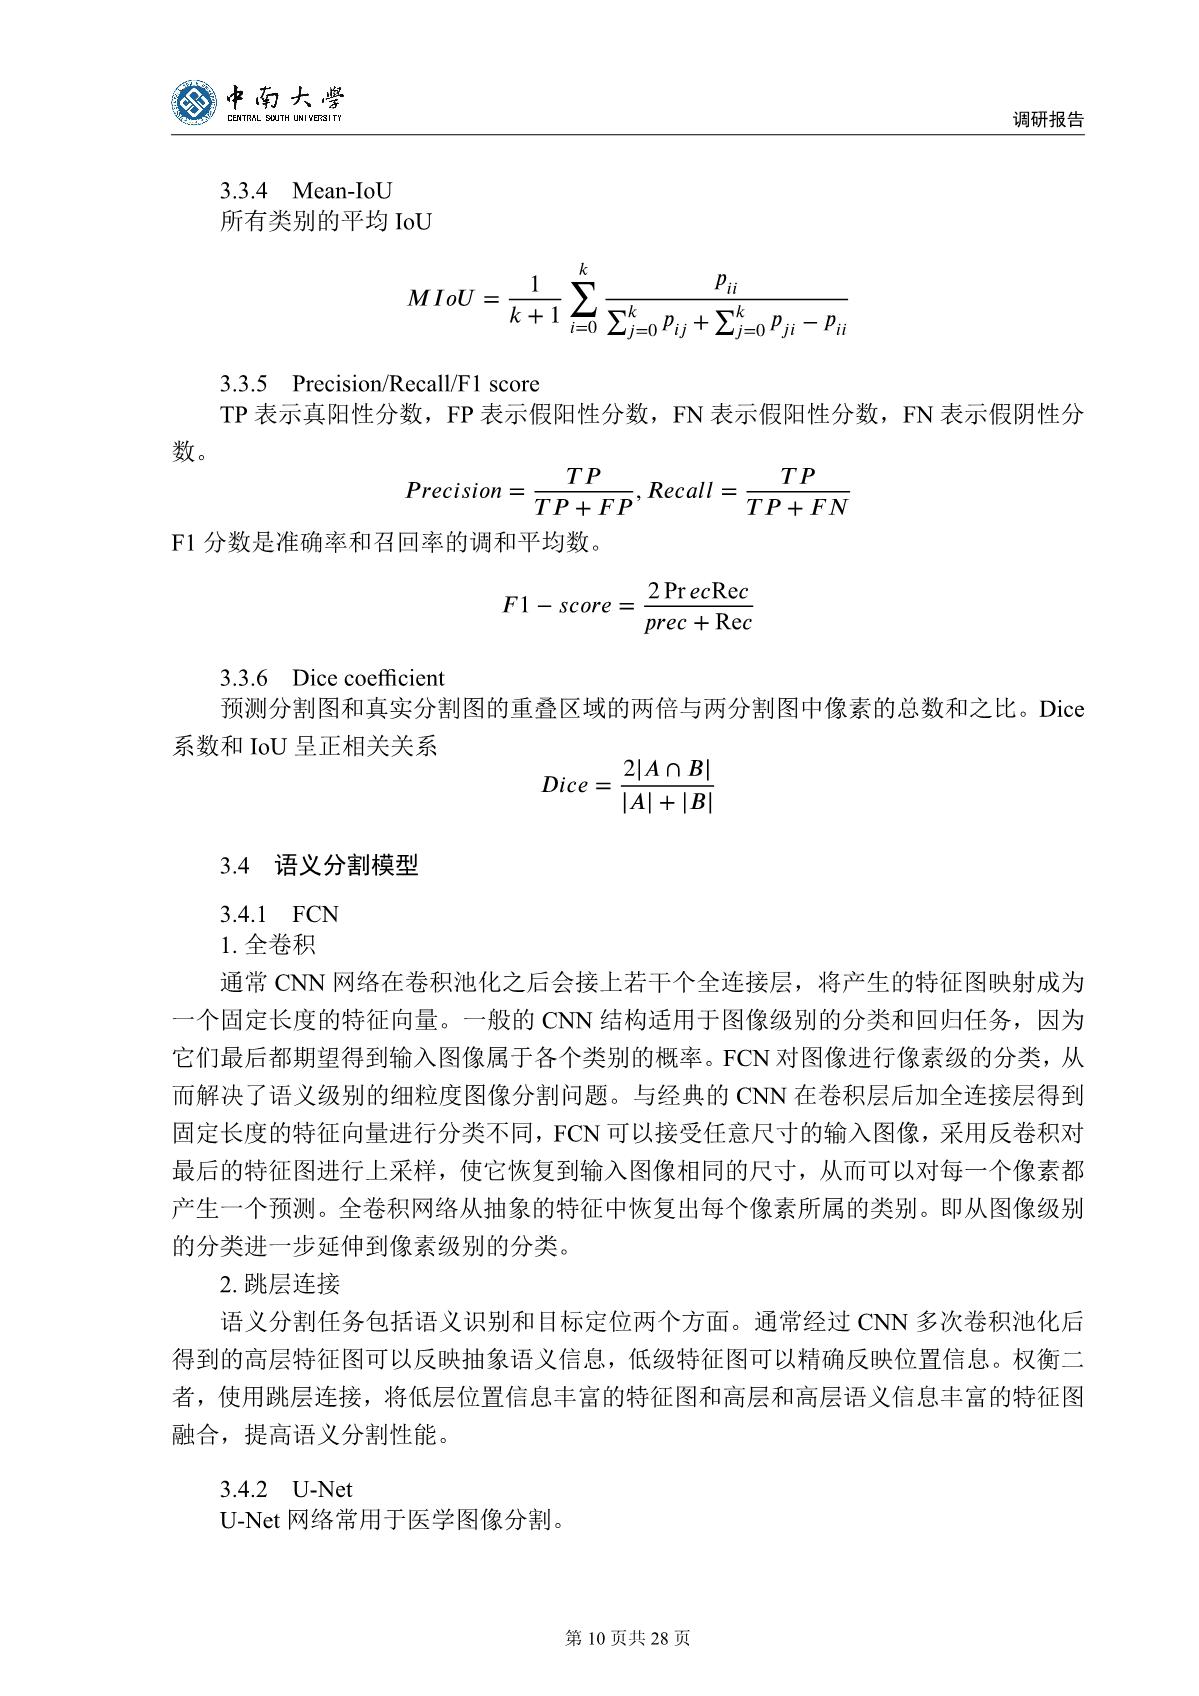 中南大學
CENTRAL SOUTH UNIVERSITY
调研报告
3.3.4 Mean-IoU
所有类别的平均 IoU
MIoU = \frac{1}{k+1} \sum_{i=0}^{k} \frac{p_{ii}}{\sum_{j=0}^{k} p_{ij} + \sum_{j=0}^{k} p_{ji} - p_{ii}}
3.3.5 Precision/Recall/F1 score
TP 表示真阳性分数，FP 表示假阳性分数，FN 表示假阳性分数，FN 表示假阴性分
数。
Precision = \frac{TP}{TP + FP}, Recall = \frac{TP}{TP + FN}
F1 分数是准确率和召回率的调和平均数。
F1 - score = \frac{2 Pr ecRec}{prec + Rec}
3.3.6 Dice coefficient
预测分割图和真实分割图的重叠区域的两倍与两分割图中像素的总数和之比。Dice
系数和 IoU 呈正相关关系
Dice = \frac{2|A ∩ B|}{|A| + |B|}
3.4 语义分割模型
3.4.1 FCN
1. 全卷积
通常 CNN 网络在卷积池化之后会接上若干个全连接层，将产生的特征图映射成为
一个固定长度的特征向量。一般的 CNN 结构适用于图像级别的分类和回归任务，因为
它们最后都期望得到输入图像属于各个类别的概率。FCN 对图像进行像素级的分类，从
而解决了语义级别的细粒度图像分割问题。与经典的 CNN 在卷积层后加全连接层得到
固定长度的特征向量进行分类不同，FCN 可以接受任意尺寸的输入图像，采用反卷积对
最后的特征图进行上采样，使它恢复到输入图像相同的尺寸，从而可以对每一个像素都
产生一个预测。全卷积网络从抽象的特征中恢复出每个像素所属的类别。即从图像级别
的分类进一步延伸到像素级别的分类。
2. 跳层连接
语义分割任务包括语义识别和目标定位两个方面。通常经过 CNN 多次卷积池化后
得到的高层特征图可以反映抽象语义信息，低级特征图可以精确反映位置信息。权衡二
者，使用跳层连接，将低层位置信息丰富的特征图和高层和高层语义信息丰富的特征图
融合，提高语义分割性能。
3.4.2 U-Net
U-Net 网络常用于医学图像分割。
第 10 页共 28 页